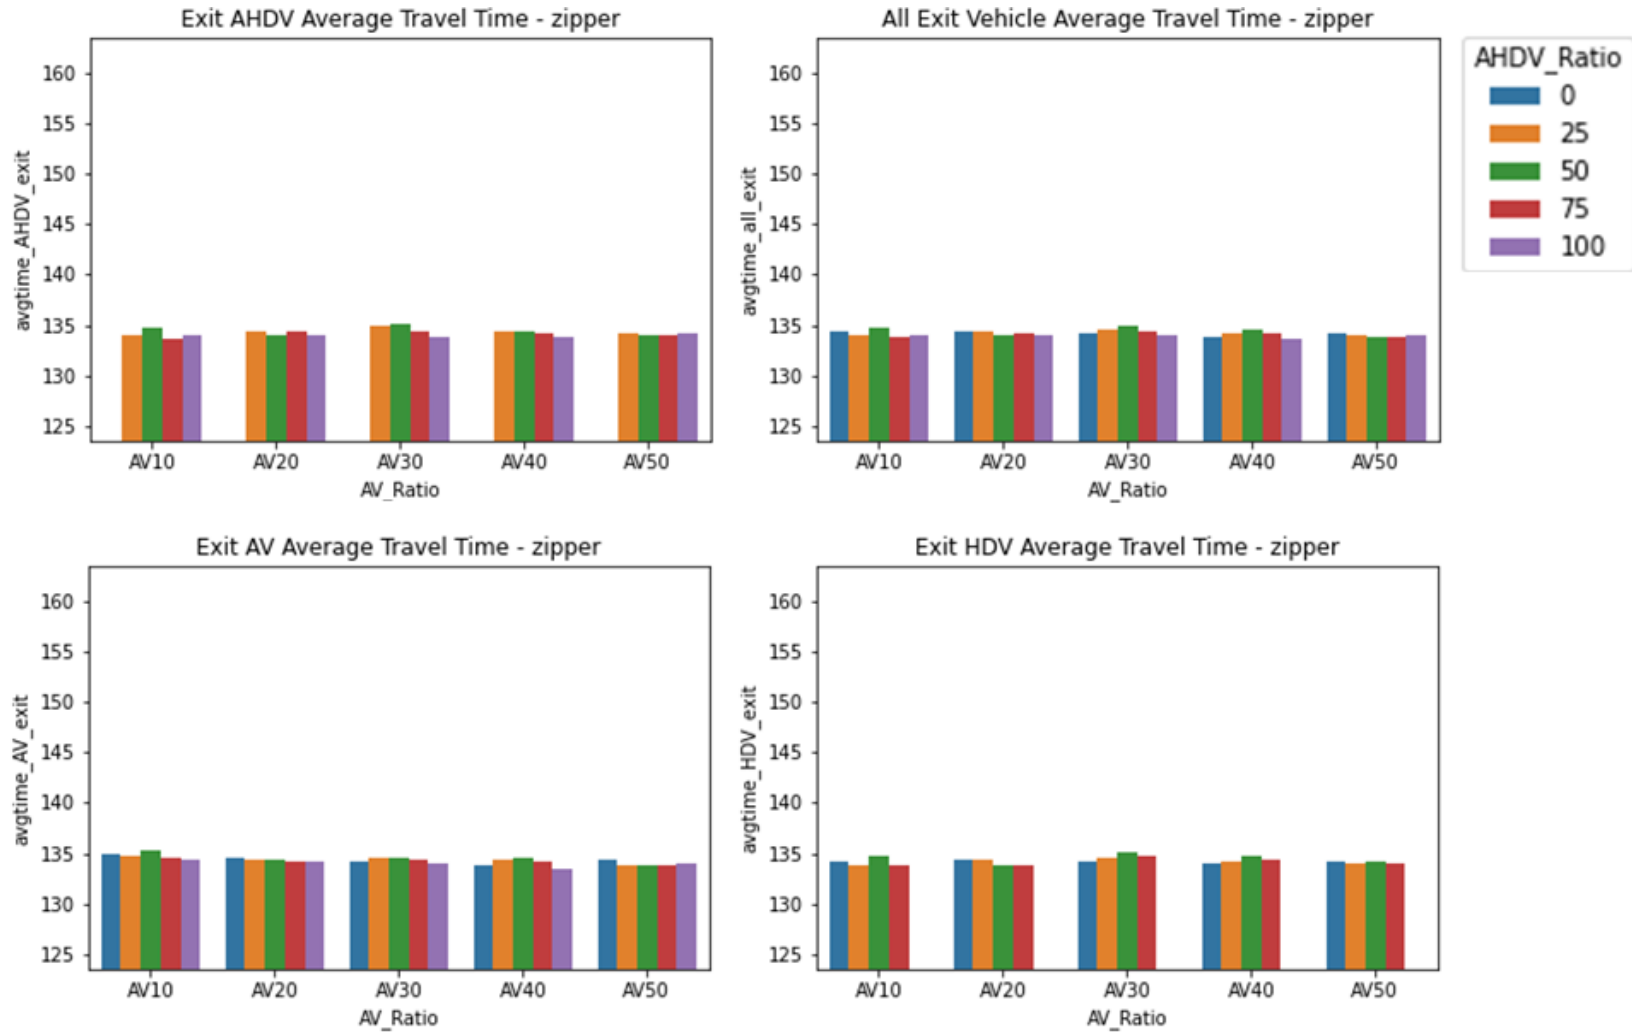 Exit AHDV Average Travel Time - zipper
avgtime_AHDV_exit
160
155
150
145
140
135
130
125
AV10 AV20 AV30 AV40 AV50
AV_Ratio
All Exit Vehicle Average Travel Time - zipper
avgtime_all_exit
160
155
150
145
140
135
130
125
AV10 AV20 AV30 AV40 AV50
AV_Ratio
AHDV_Ratio
0
25
50
75
100
Exit AV Average Travel Time - zipper
avgtime_AV_exit
160
155
150
145
140
135
130
125
AV10 AV20 AV30 AV40 AV50
AV_Ratio
Exit HDV Average Travel Time - zipper
avgtime_HDV_exit
160
155
150
145
140
135
130
125
AV10 AV20 AV30 AV40 AV50
AV_Ratio